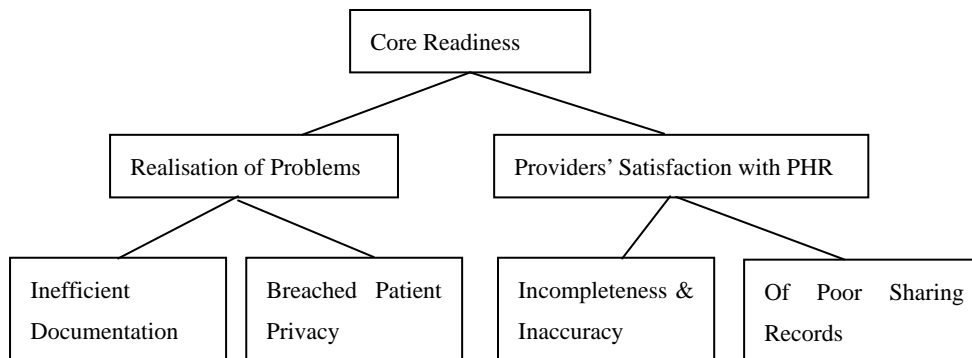 Core Readiness
Realisation of Problems
Providers’ Satisfaction with PHR
Inefficient
Documentation
Breached Patient
Privacy
Incompleteness &
Inaccuracy
Of Poor Sharing
Records